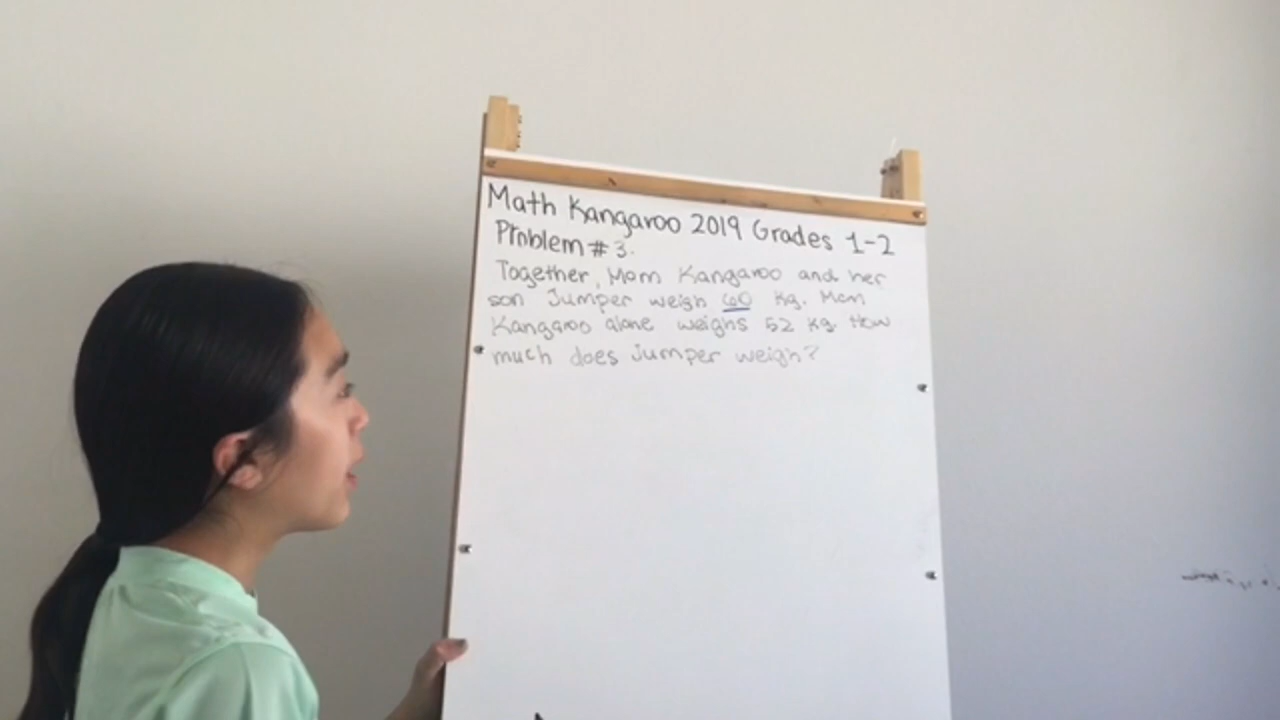 Math Kangaroo 2019 Grades 1-2
Problem # 3.
Together, Mom Kangaroo and her
son Jumper weigh 60 kg. Mom
Kangaroo alone weighs 52 kg. How
much does Jumper weigh?